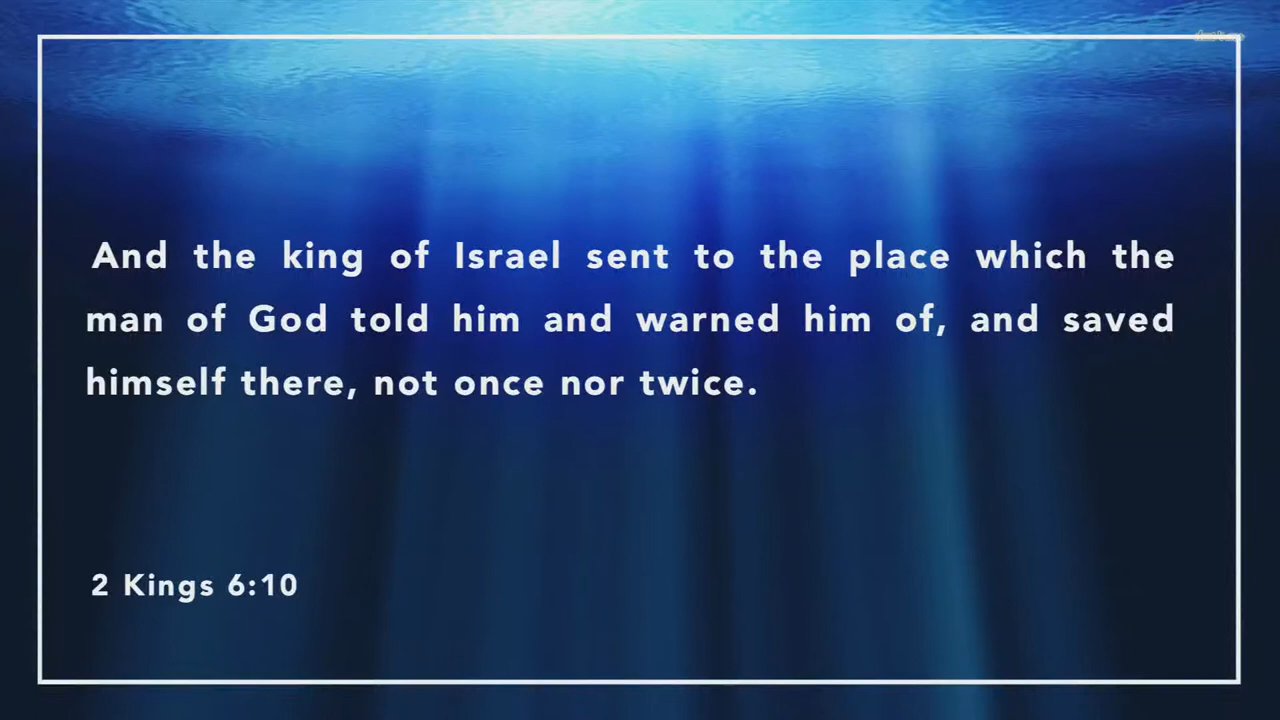 And the king of Israel sent to the place which the
man of God told him and warned him of, and saved
himself there, not once nor twice.
2 Kings 6:10